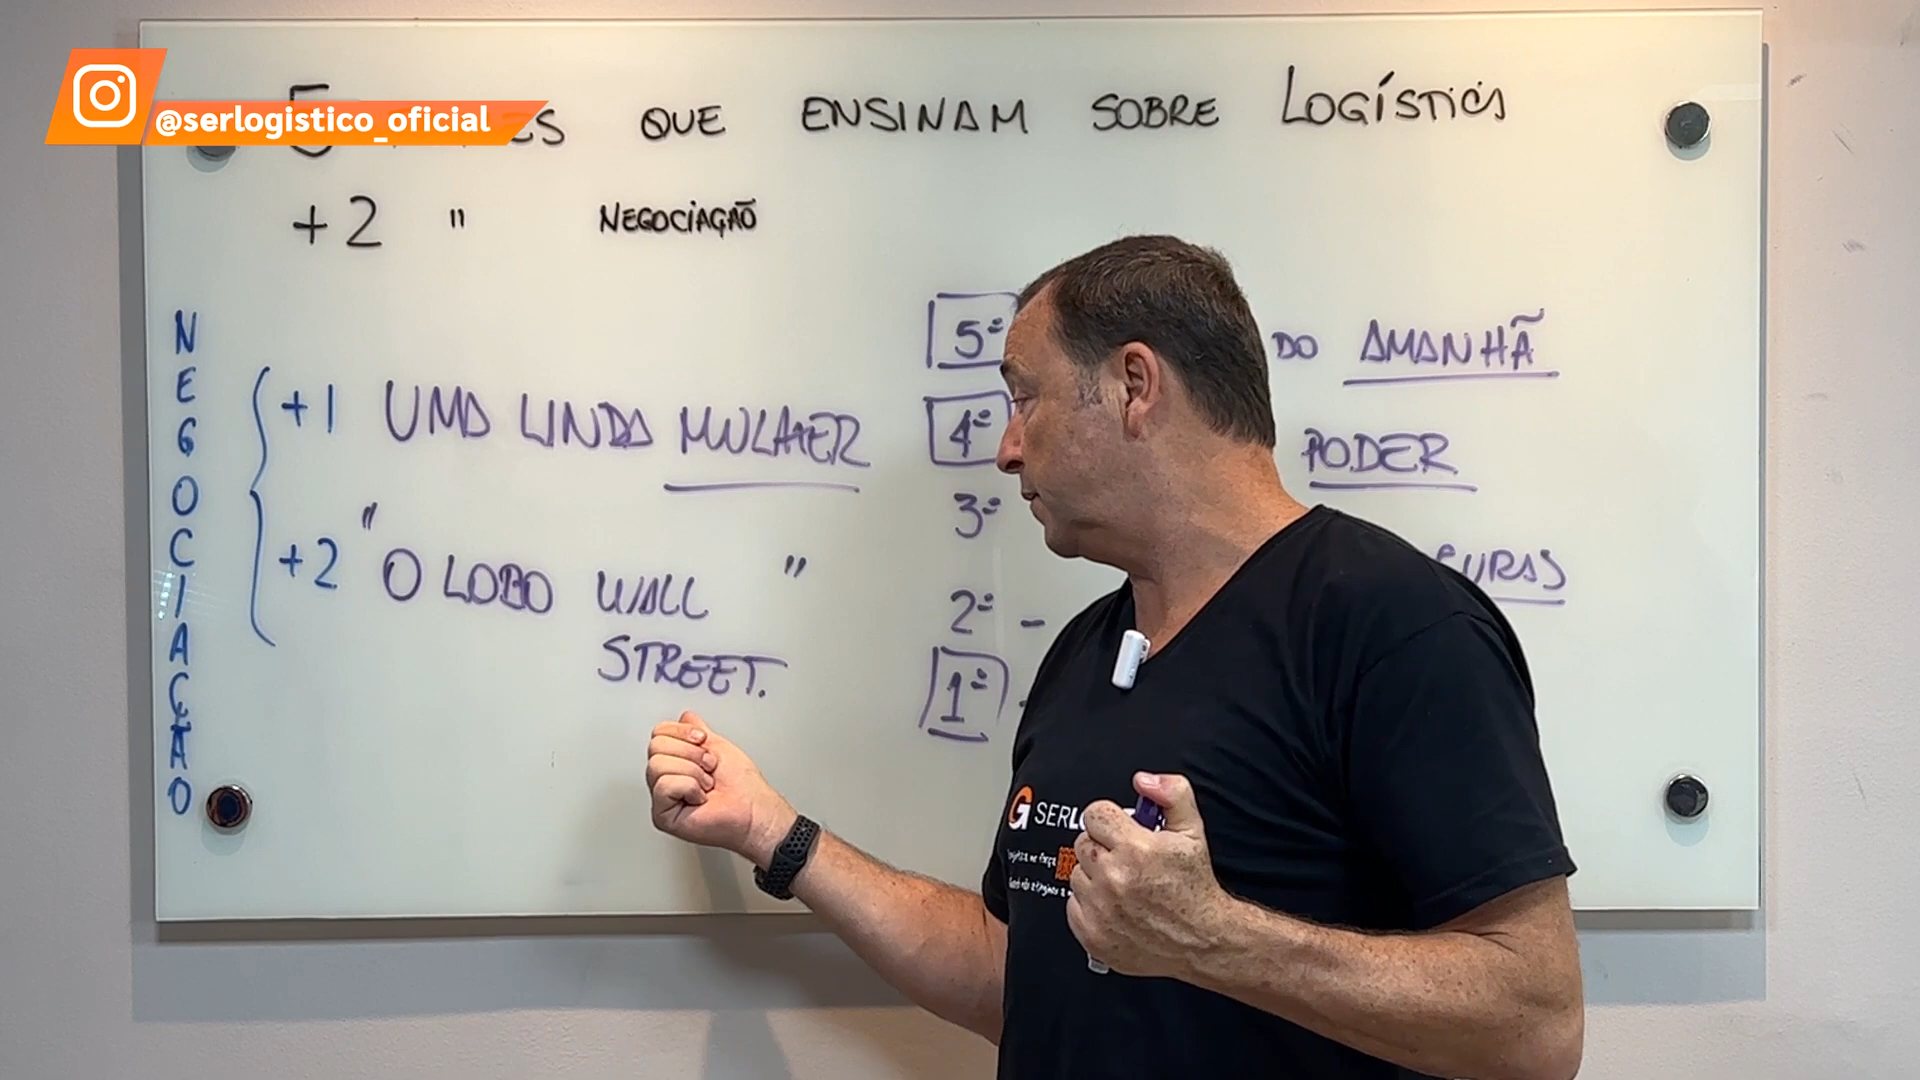 @serlogistico_oficial
5 QUE ENSINAM SOBRE LOGÍSTICA
+2 " NEGOCIAÇÃO
NEGOCIAÇÃO
+1 UMA LINDA MULHER
+2 "O LOBO WALL "
STREET.
5º DO AMANHÃ
4º PODER
3º
2º -
1º
SERLO